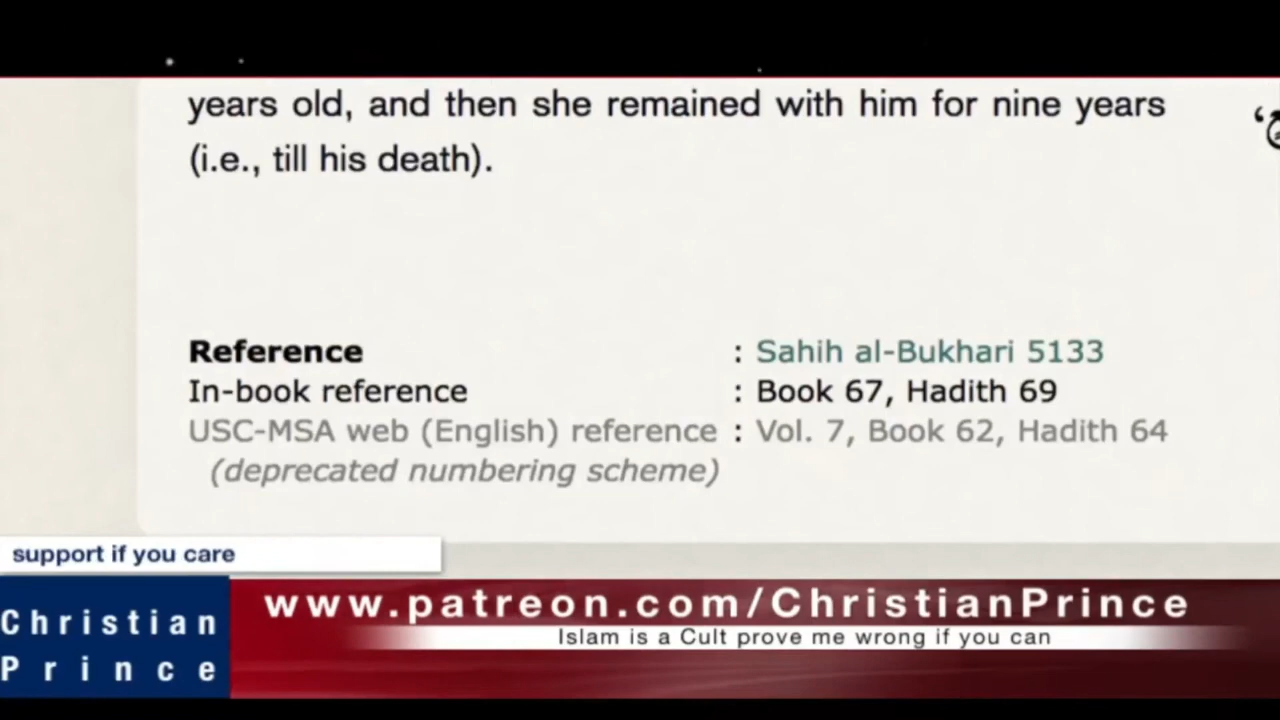 years old, and then she remained with him for nine years
(i.e., till his death).
Reference : Sahih al-Bukhari 5133
In-book reference : Book 67, Hadith 69
USC-MSA web (English) reference : Vol. 7, Book 62, Hadith 64
(deprecated numbering scheme)
support if you care
Christian
Prince
www.patreon.com/ChristianPrince
Islam is a Cult prove me wrong if you can